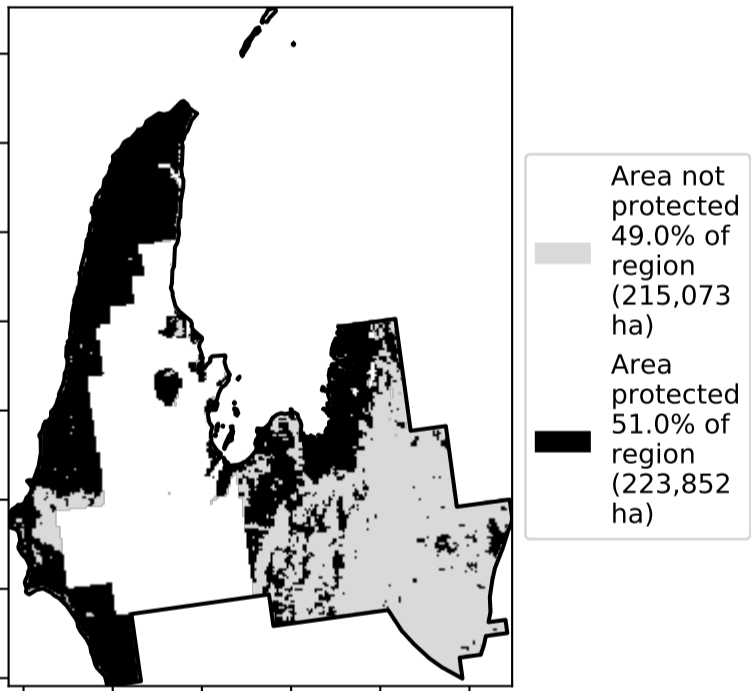 Area not
protected
49.0% of
region
(215,073
ha)
Area
protected
51.0% of
region
(223,852
ha)